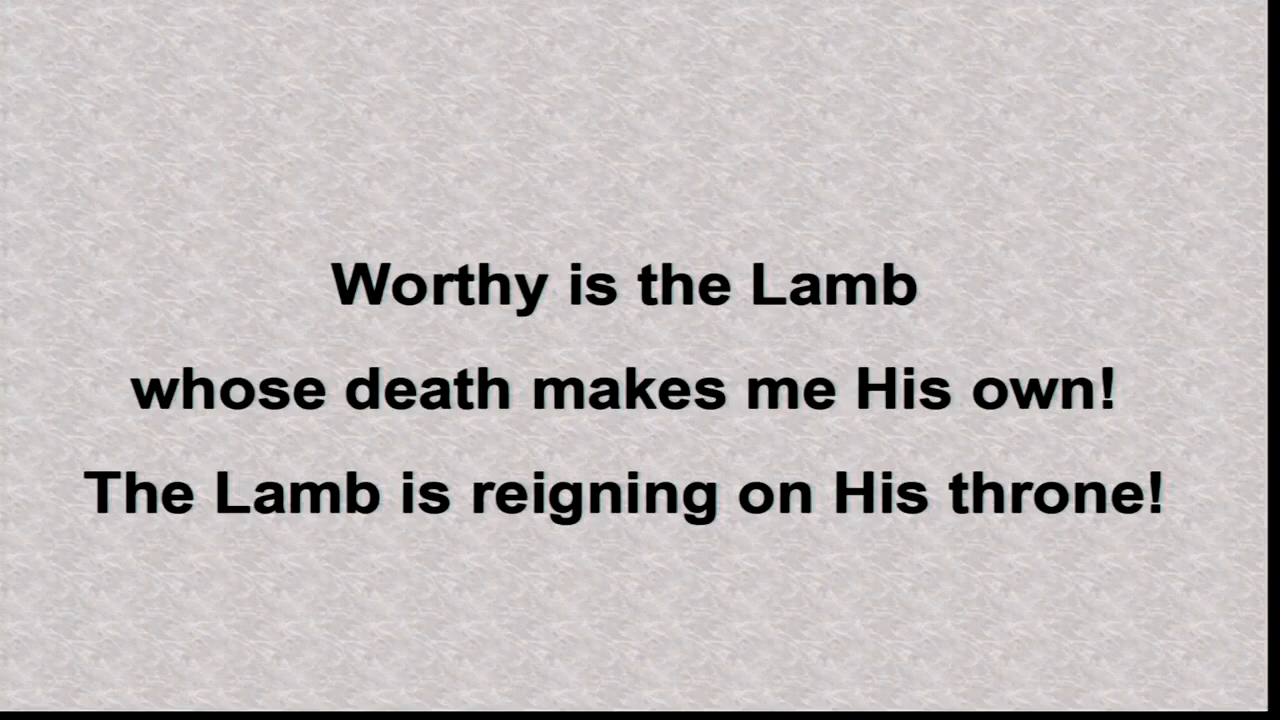 Worthy is the Lamb
whose death makes me His own!
The Lamb is reigning on His throne!